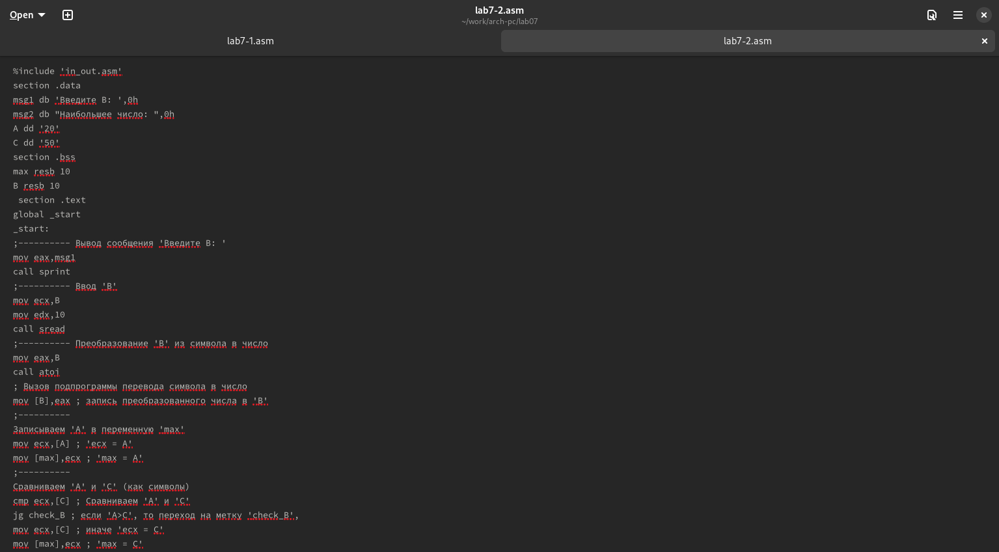 Open
lab7-2.asm
~/work/arch-pc/lab07
lab7-1.asm
lab7-2.asm
%include 'in_out.asm'
section .data
msg1 db 'Введите B: ',0h
msg2 db "Наибольшее число: ",0h
A dd '20'
C dd '50'
section .bss
max resb 10
B resb 10
section .text
global _start
_start:
;---------- Вывод сообщения 'Введите B: '
mov eax,msg1
call sprint
;---------- Ввод 'B'
mov ecx,B
mov edx,10
call sread
;---------- Преобразование 'B' из символа в число
mov eax,B
call atoi
; Вызов подпрограммы перевода символа в число
mov [B],eax ; запись преобразованного числа в 'B'
;----------
Записываем 'A' в переменную 'max'
mov ecx,[A] ; 'ecx = A'
mov [max],ecx ; 'max = A'
;----------
Сравниваем 'A' и 'С' (как символы)
cmp ecx,[C] ; Сравниваем 'A' и 'С'
jg check_B ; если 'A>C', то переход на метку 'check_B',
mov ecx,[C] ; иначе 'ecx = C'
mov [max],ecx ; 'max = C'